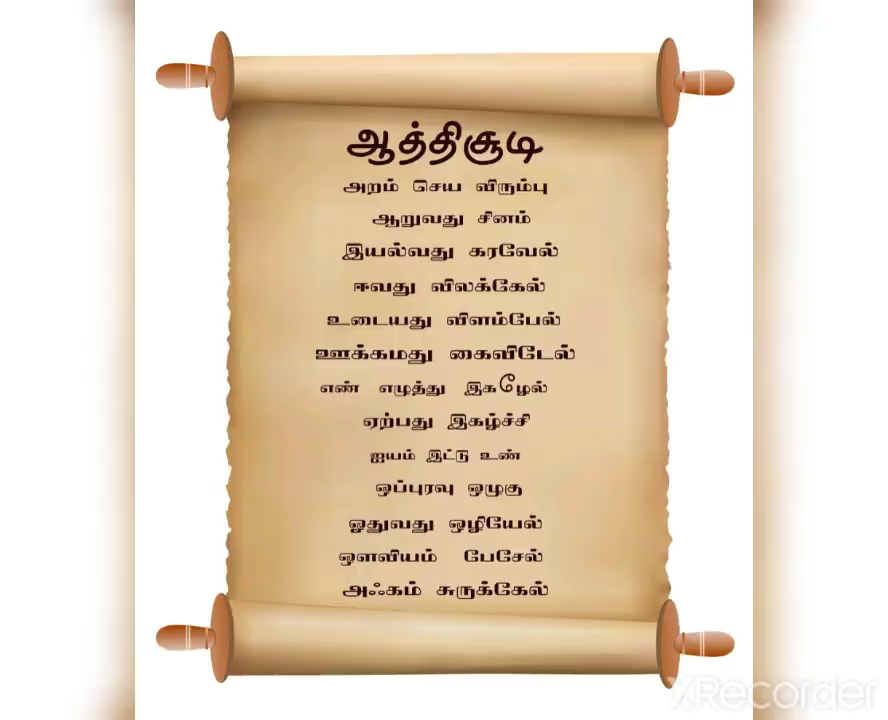 ஆத்திசூடி
அறம் செய விரும்பு
ஆறுவது சினம்
இயல்வது கரவேல்
ஈவது விலக்கேல்
உடையது விளம்பேல்
ஊக்கமது கைவிடேல்
எண் எழுத்து இகழேல்
ஏற்பது இகழ்ச்சி
ஐயம் இட்டு உண்
ஒப்புரவு ஒழுகு
ஓதுவது ஒழியேல்
ஔவியம் பேசேல்
அஃகம் சுருக்கேல்
XRecorder